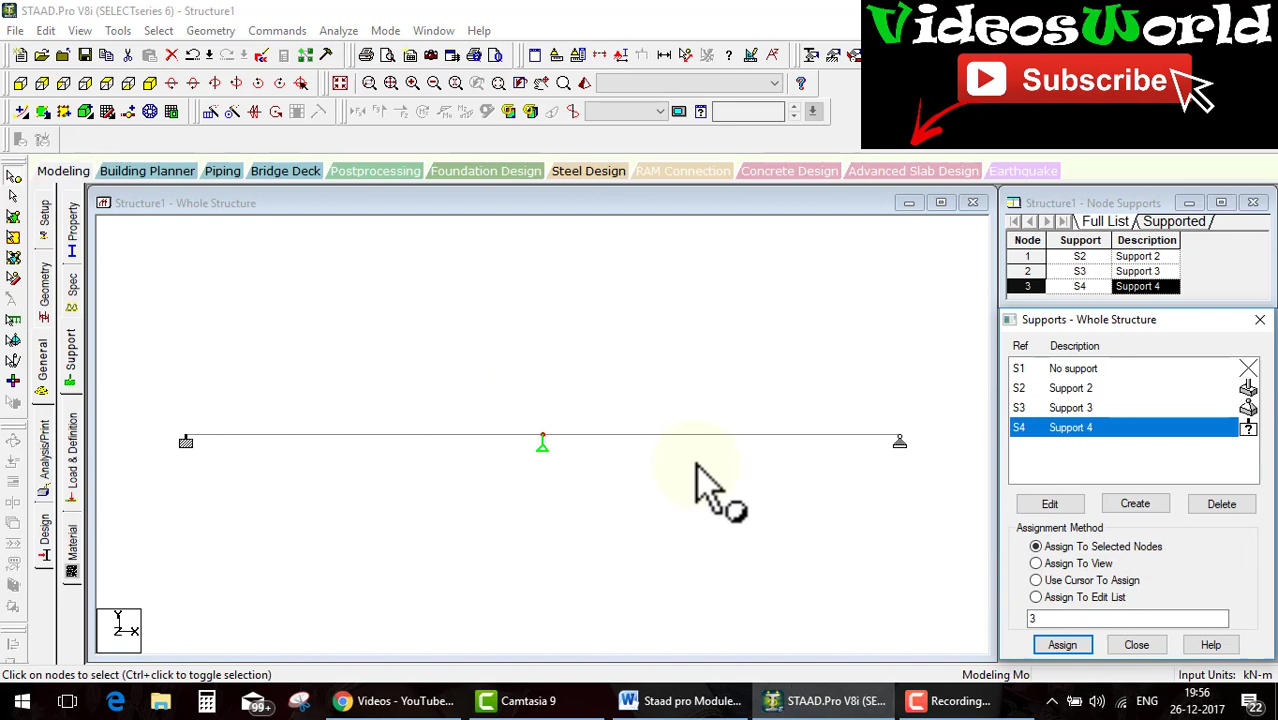 STAAD.Pro V8i (SELECTseries 6) - Structure1
VideosWorld
Subscribe
File Edit View Tools Select Geometry Commands Analyze Mode Window Help
Modeling Building Planner Piping Bridge Deck Postprocessing Foundation Design Steel Design RAM Connection Concrete Design Advanced Slab Design Earthquake
Setup
Geometry
General
Analysis/Print
Design
Property
Spec
Support
Load & Definition
Material
Structure1 - Whole Structure
Y
Z X
Structure1 - Node Supports
Full List Supported
Node Support Description
1 S2 Support 2
2 S3 Support 3
3 S4 Support 4
Supports - Whole Structure
Ref Description
S1 No support
S2 Support 2
S3 Support 3
S4 Support 4
?
Edit Create Delete
Assignment Method
Assign To Selected Nodes
Assign To View
Use Cursor To Assign
Assign To Edit List
3
Assign Close Help
Click on nodes to select (Ctrl+click to toggle selection) Modeling Mo Input Units: kN-m
99+ Videos - YouTube... Camtasia 9 Staad pro Module... STAAD.Pro V8i (SE... Recording... ENG 19:56
26-12-2017
22